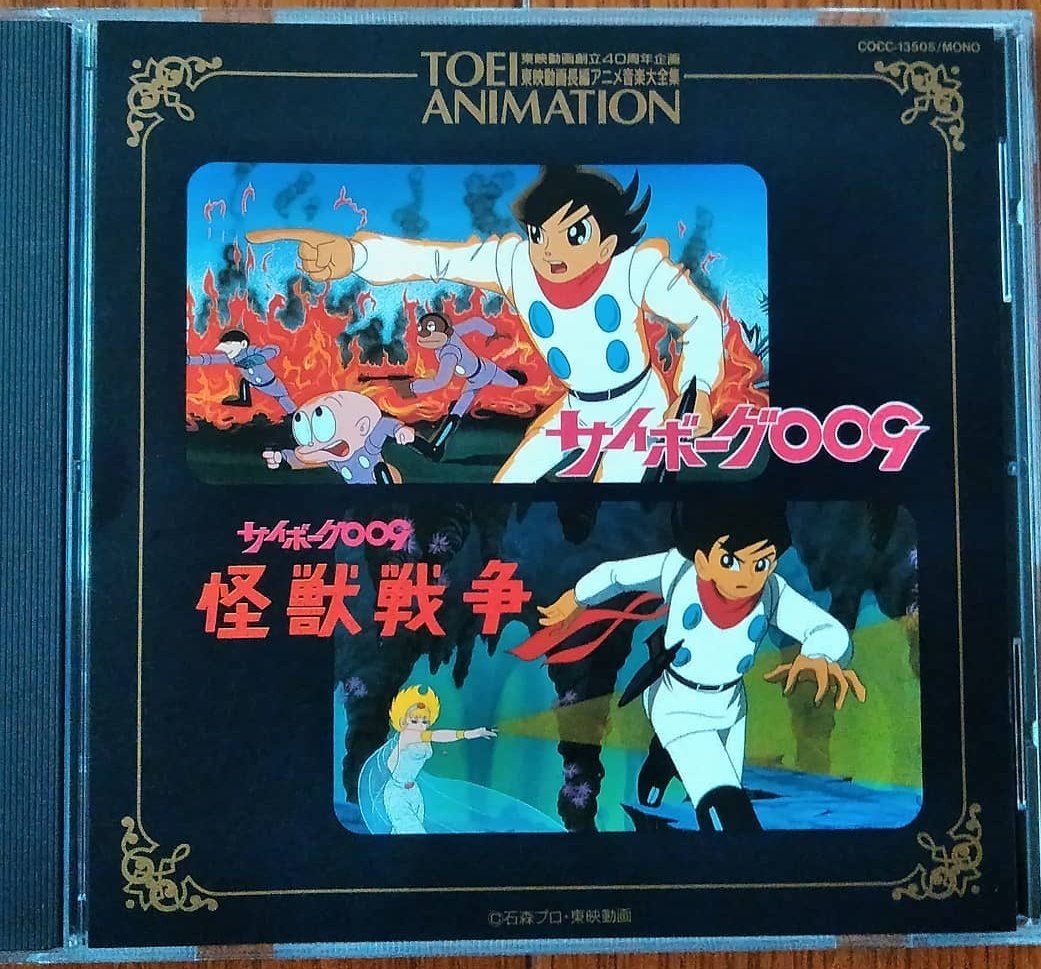 COCC-13505/MONO
TOEI
東映動画創立40周年企画
東映動画長編アニメ音楽大全集
ANIMATION
サイボーグ009
サイボーグ009
怪獣戦争
©石森プロ・東映動画